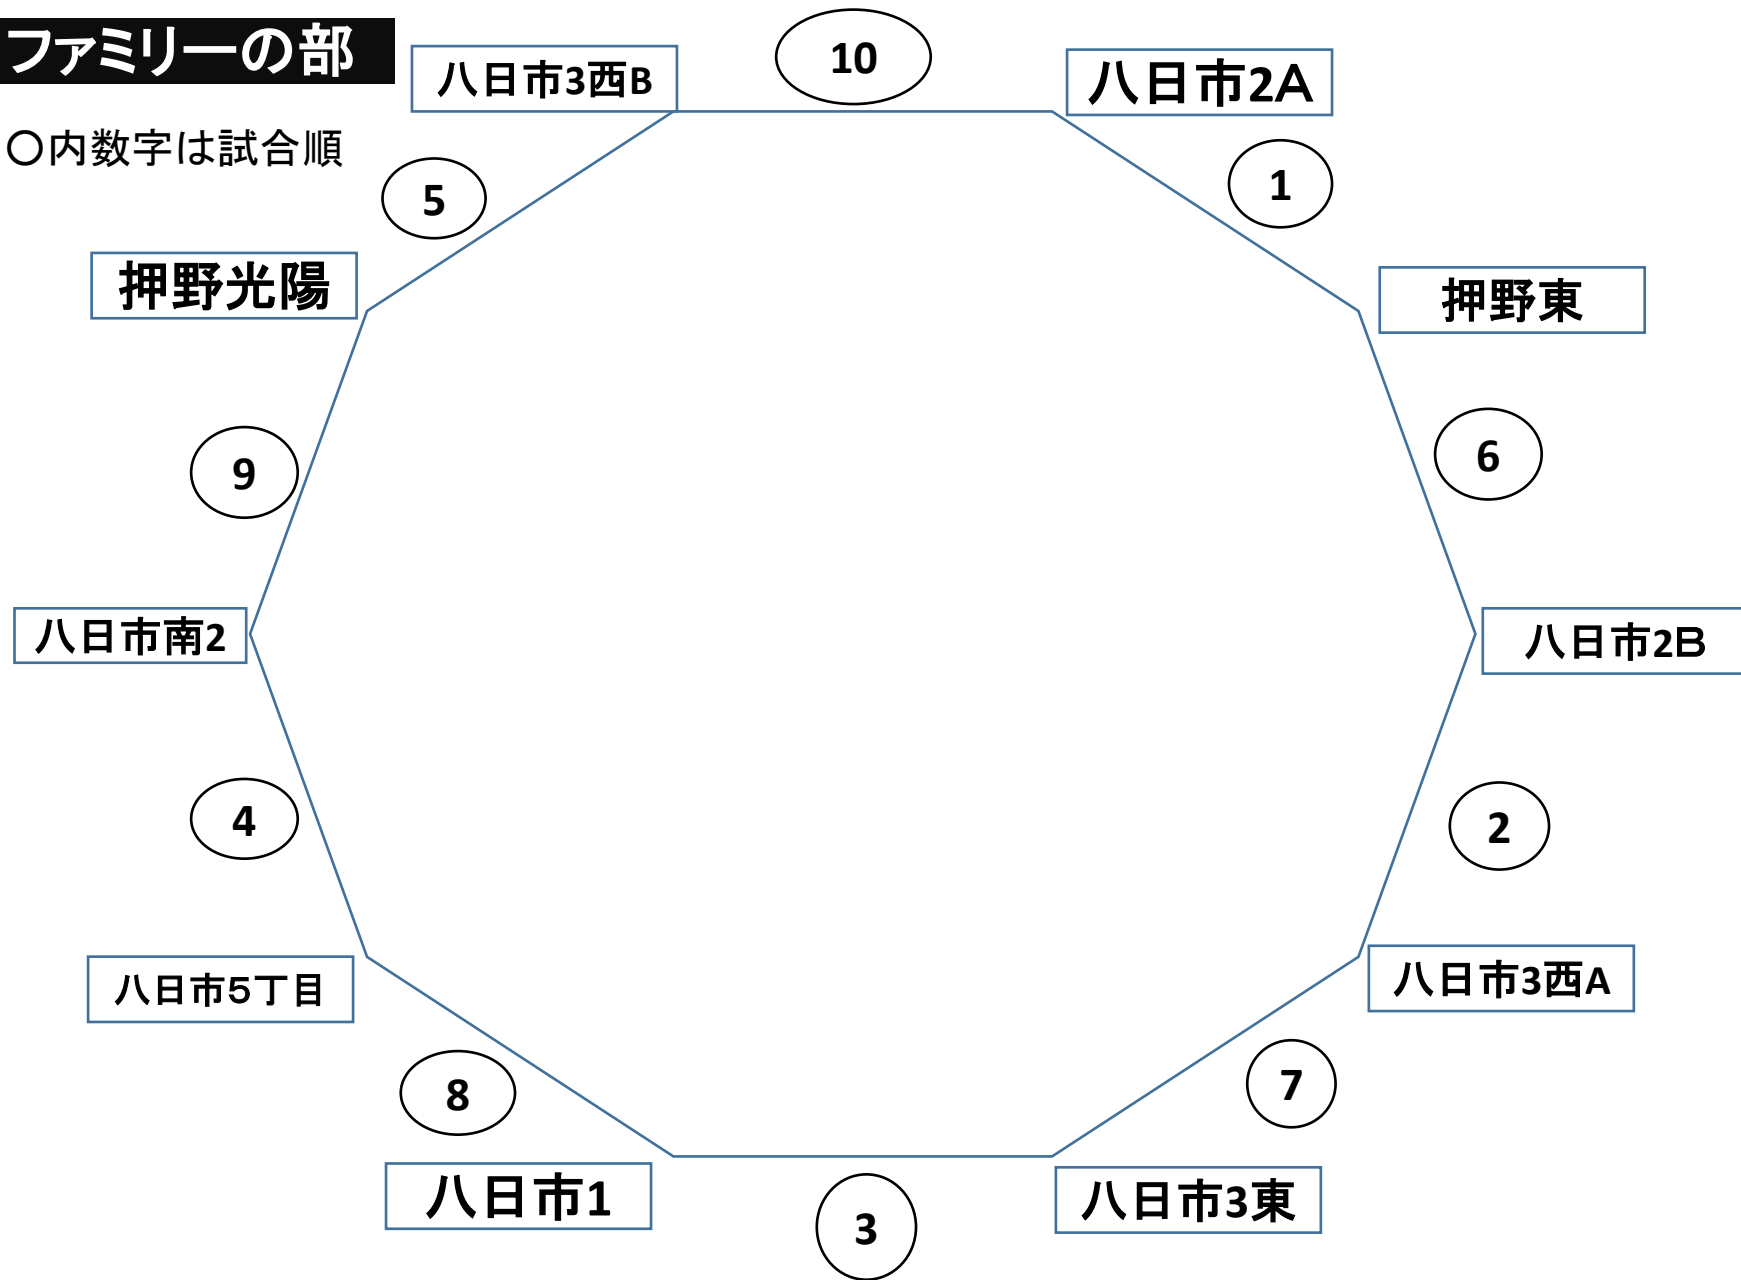 ファミリーの部
〇内数字は試合順
10
八日市3西B
八日市2A
5
1
押野光陽
押野東
9
6
八日市南2
八日市2B
4
2
八日市5丁目
八日市3西A
8
7
八日市1
八日市3東
3